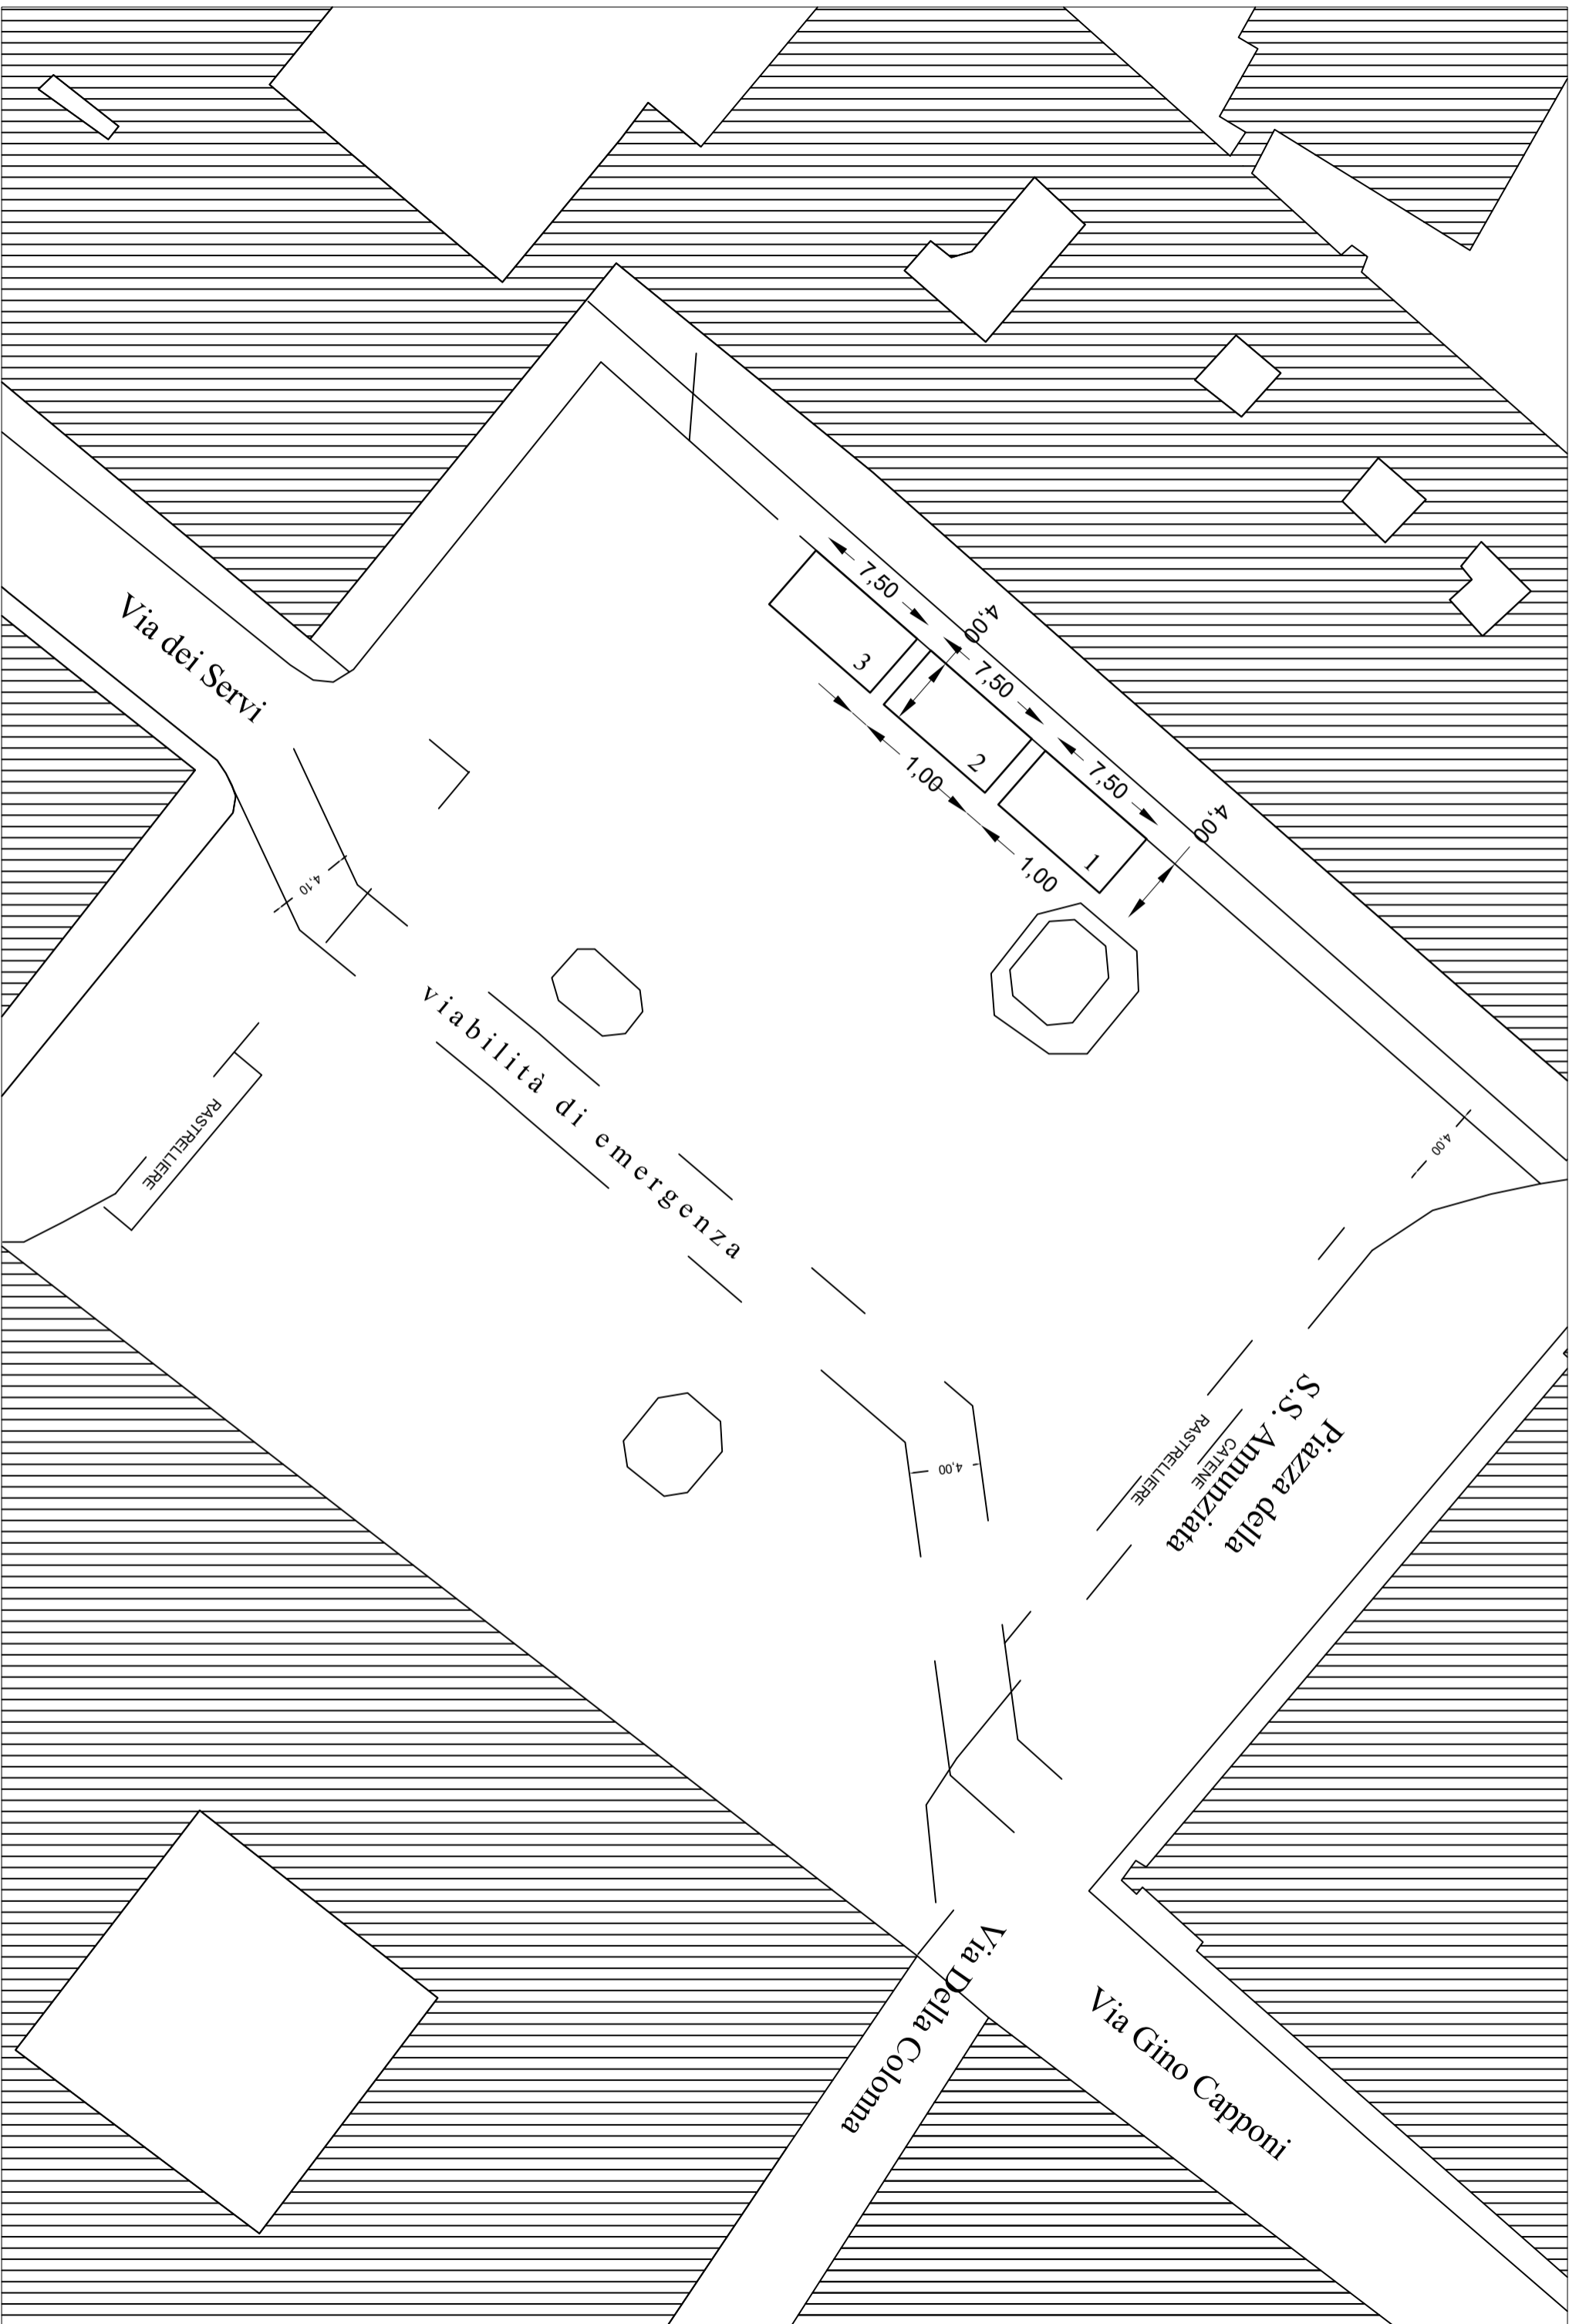 Via dei Servi
7,50
4,00
3
7,50
2
7,50
1,00
4,00
1
1,00
4,10
viabilità di emergenza
RASTRELLIERE
4,00
Piazza della
S.S. Annunziata
CATENE
RASTRELLIERE
4,00
Via Della Colonna
Via Gino Capponi